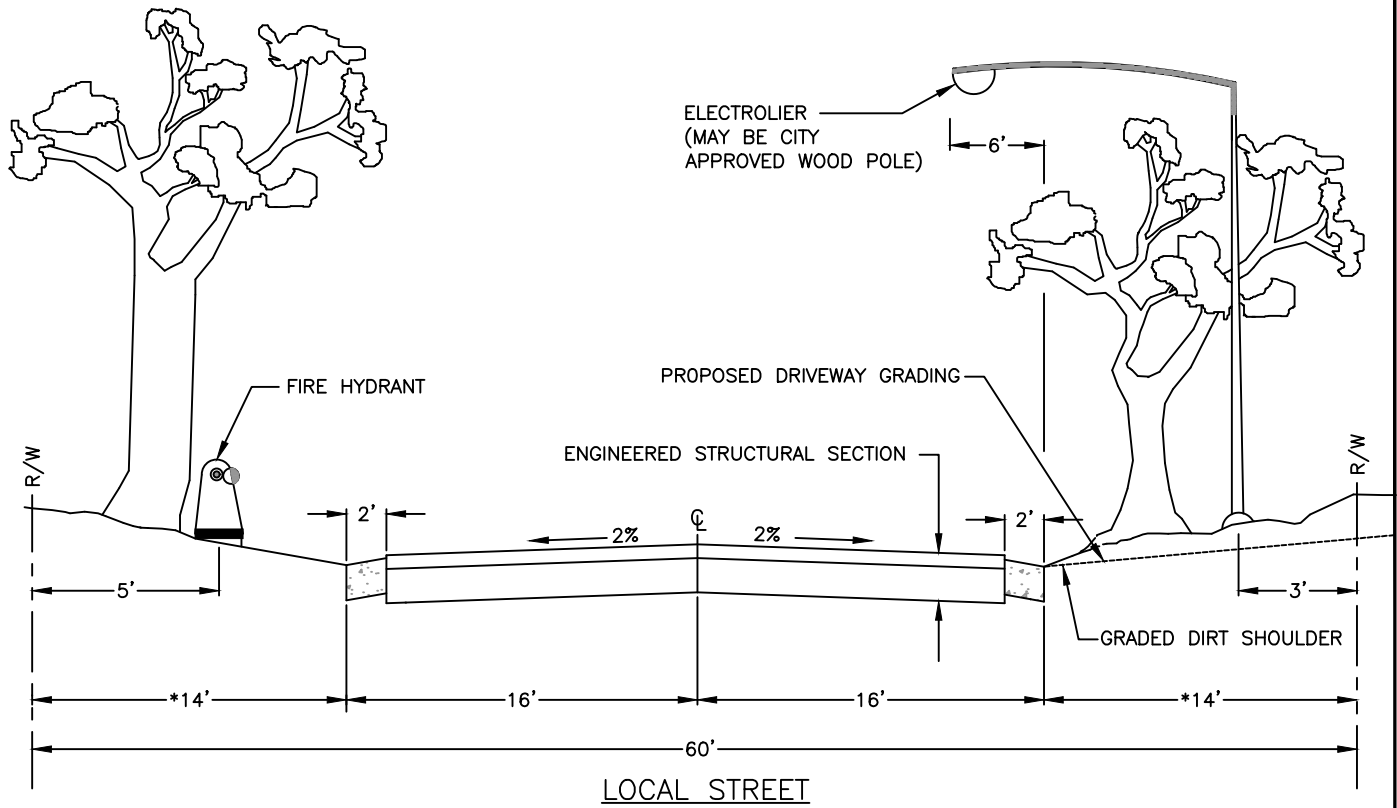 ELECTROLIER
(MAY BE CITY
APPROVED WOOD POLE)
6'
FIRE HYDRANT
PROPOSED DRIVEWAY GRADING
ENGINEERED STRUCTURAL SECTION
R/W
R/W
2'
℄
2'
2%
2%
5'
3'
GRADED DIRT SHOULDER
*14'
16'
16'
*14'
60'
LOCAL STREET